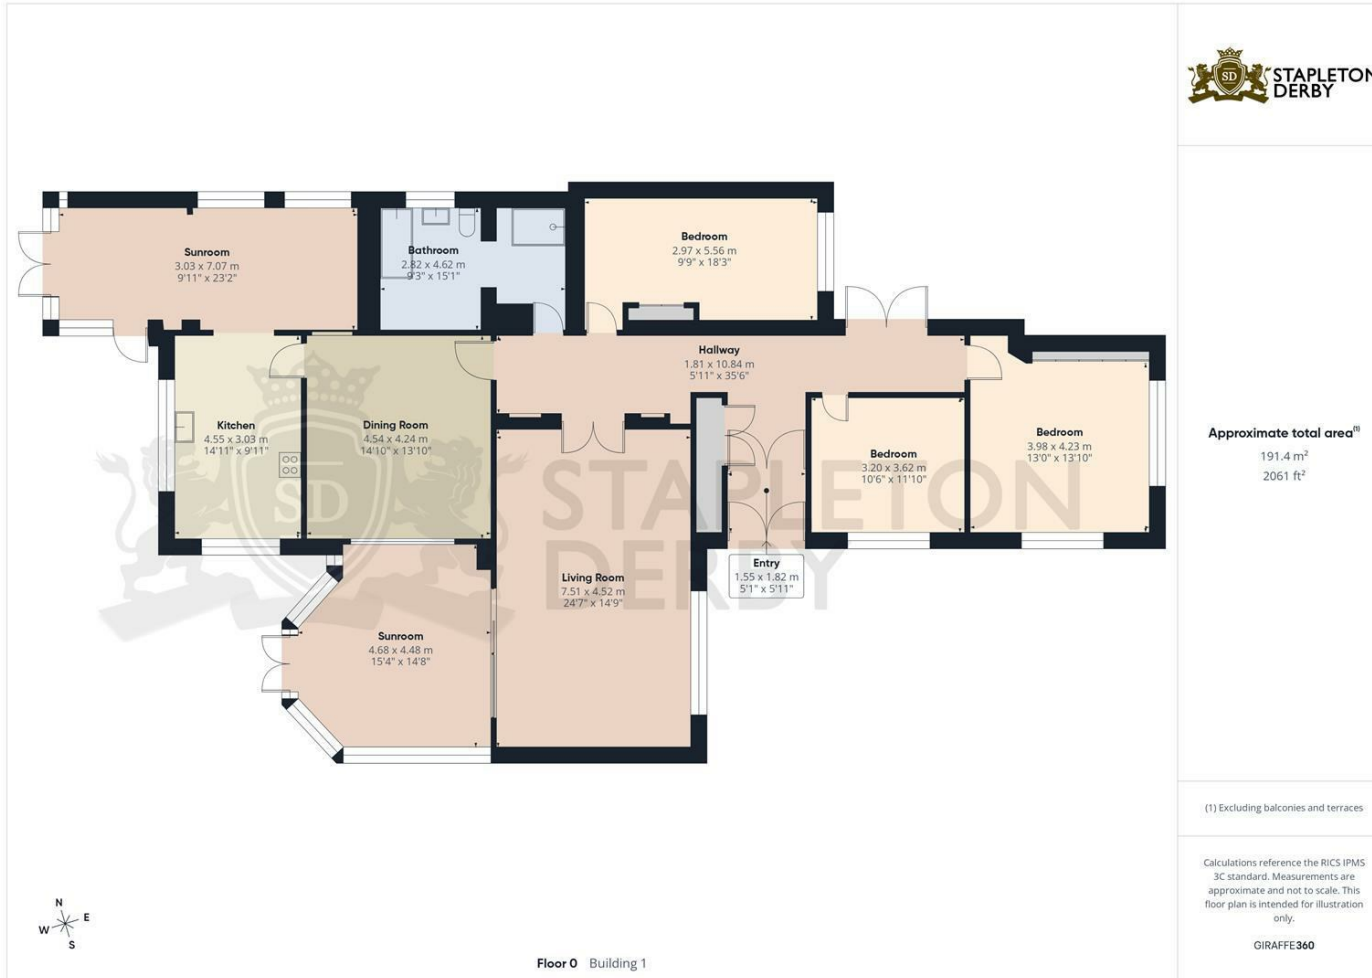 SD
STAPLETON
DERBY
Sunroom
3.03 x 7.07 m
9'11" x 23'2"
Bathroom
2.82 x 4.62 m
9'3" x 15'1"
Bedroom
2.97 x 5.56 m
9'9" x 18'3"
Hallway
1.81 x 10.84 m
5'11" x 35'6"
Kitchen
4.55 x 3.03 m
14'11" x 9'11"
Dining Room
4.54 x 4.24 m
14'10" x 13'10"
Bedroom
3.20 x 3.62 m
10'6" x 11'10"
Bedroom
3.98 x 4.23 m
13'0" x 13'10"
SD
STAPLETON
DERBY
Living Room
7.51 x 4.52 m
24'7" x 14'9"
Entry
1.55 x 1.82 m
5'1" x 5'11"
Sunroom
4.68 x 4.48 m
15'4" x 14'8"
Approximate total area(1)
191.4 m²
2061 ft²
(1) Excluding balconies and terraces
Calculations reference the RICS IPMS
3C standard. Measurements are
approximate and not to scale. This
floor plan is intended for illustration
only.
GIRAFFE360
N
E
W
S
Floor 0 Building 1